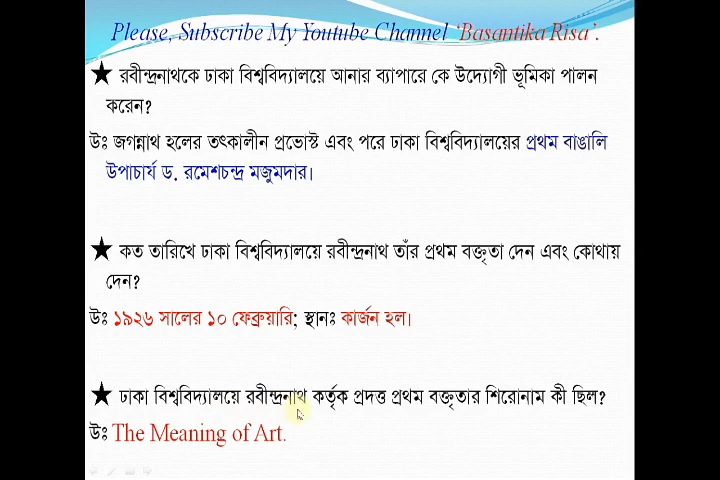 Please, Subscribe My Youtube Channel ‘Basantika Risa’.
★ রবীন্দ্রনাথকে ঢাকা বিশ্ববিদ্যালয়ে আনার ব্যাপারে কে উদ্যোগী ভূমিকা পালন
করেন?
উঃ জগন্নাথ হলের তৎকালীন প্রভোস্ট এবং পরে ঢাকা বিশ্ববিদ্যালয়ের প্রথম বাঙালি
উপাচার্য ড. রমেশচন্দ্র মজুমদার।
★ কত তারিখে ঢাকা বিশ্ববিদ্যালয়ে রবীন্দ্রনাথ তাঁর প্রথম বক্তৃতা দেন এবং কোথায়
দেন?
উঃ ১৯২৬ সালের ১০ ফেব্রুয়ারি; স্থানঃ কার্জন হল।
★ ঢাকা বিশ্ববিদ্যালয়ে রবীন্দ্রনাথ কর্তৃক প্রদত্ত প্রথম বক্তৃতার শিরোনাম কী ছিল?
উঃ The Meaning of Art.